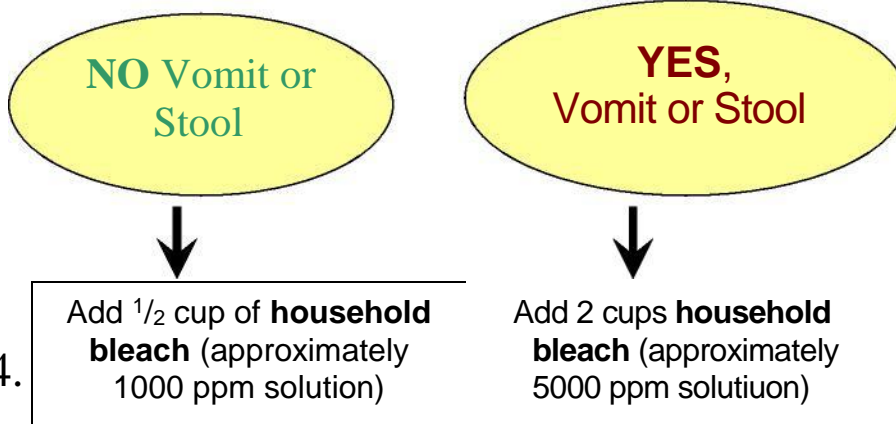 NO Vomit or
Stool
YES,
Vomit or Stool
4.
Add 1/2 cup of household
bleach (approximately
1000 ppm solution)
Add 2 cups household
bleach (approximately
5000 ppm solutiuon)